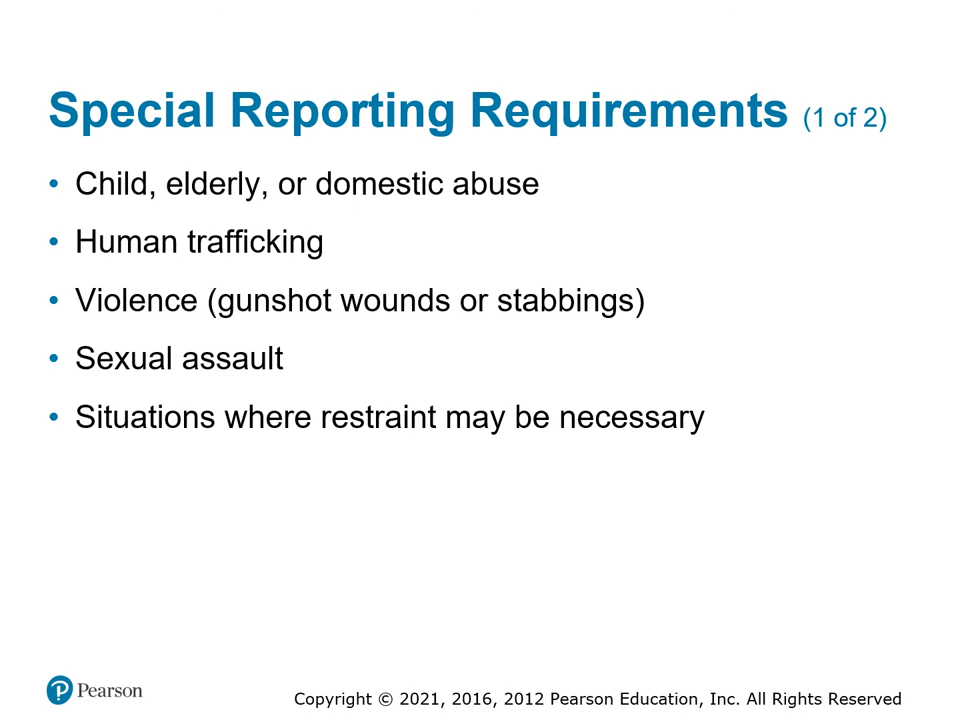 Special Reporting Requirements (1 of 2)
• Child, elderly, or domestic abuse
• Human trafficking
• Violence (gunshot wounds or stabbings)
• Sexual assault
• Situations where restraint may be necessary
Pearson
Copyright © 2021, 2016, 2012 Pearson Education, Inc. All Rights Reserved